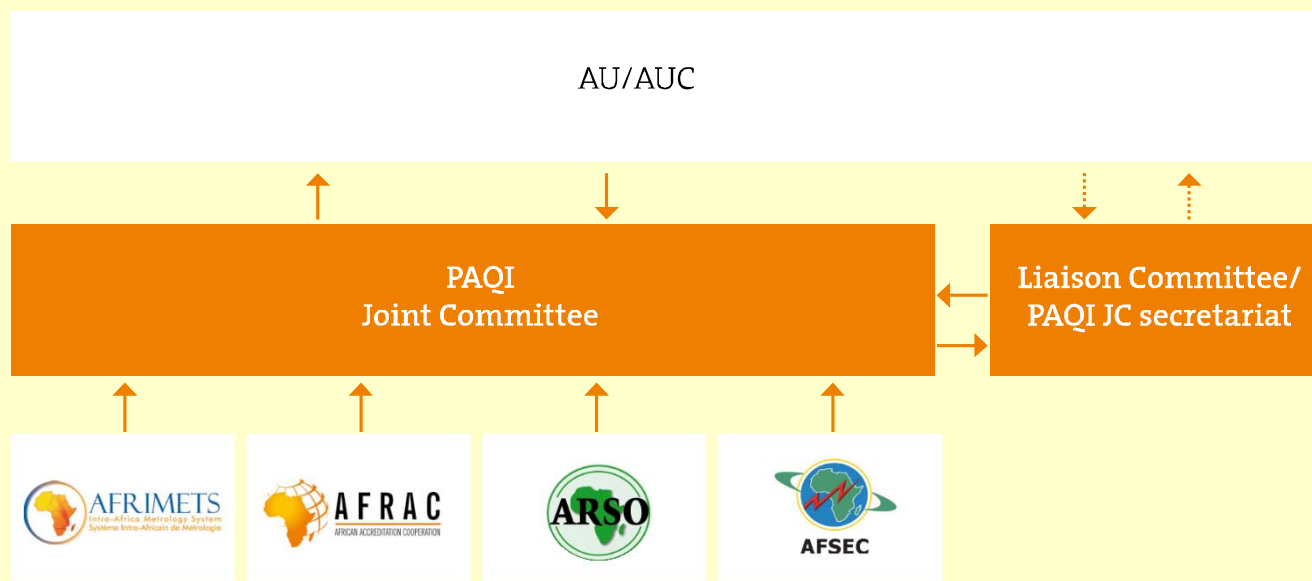 AU/AUC
PAQI
Joint Committee
Liaison Committee/
PAQI JC secretariat
AFRIMETS
Intra-Africa Metrology System
Système Intra-Africain de Métrologie
AFRAC
AFRICAN ACCREDITATION COOPERATION
ARSO
AFSEC